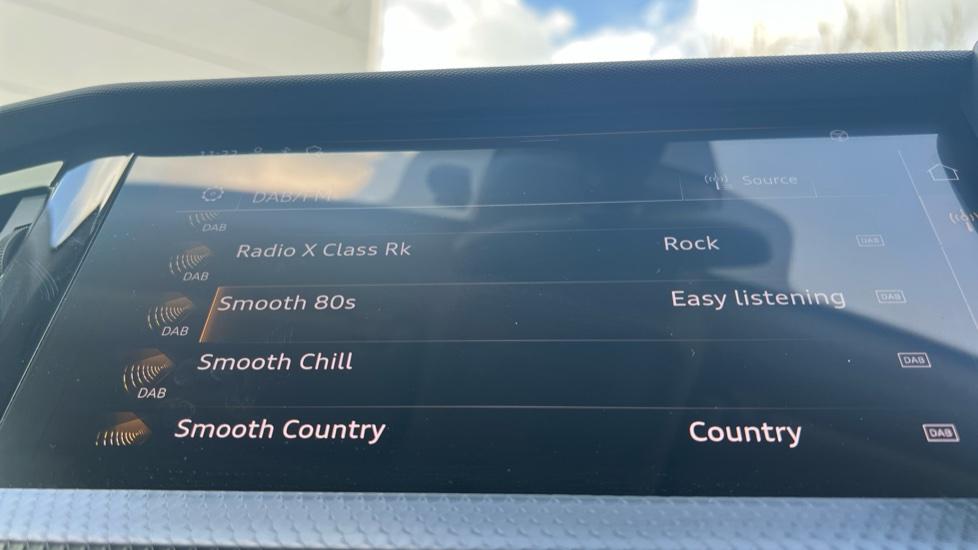 DAB/FM
Source
DAB
Radio X Class Rk Rock DAB
DAB
Smooth 80s Easy listening DAB
DAB
Smooth Chill DAB
DAB
Smooth Country Country DAB